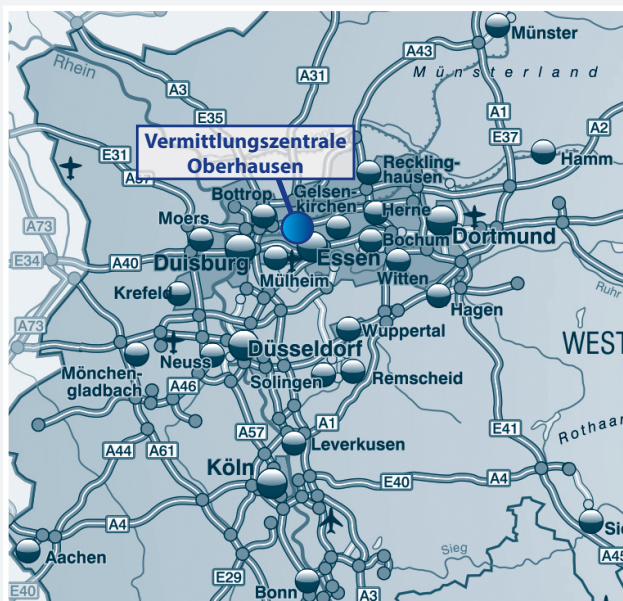 Münster
A43
Rhein
A31
Münsterland
A3
A1
E35
A2
E37
Vermittlungszentrale
Oberhausen
E31
Reckling-
hausen
Hamm
Bottrop
Gelsen-
kirchen
Moers
Herne
A73
Dortmund
Bochum
E34
A40
Duisburg
Essen
Mülheim
Witten
Krefeld
Ruhr
Hagen
A73
Wuppertal
WEST
Düsseldorf
Neuss
Mönchen-
gladbach
Solingen
Remscheid
A46
A1
A57
E41
Rothaar
Leverkusen
A44
A61
Köln
E40
A4
A4
Sie
Sieg
Aachen
A45
E29
E40
Bonn
A3